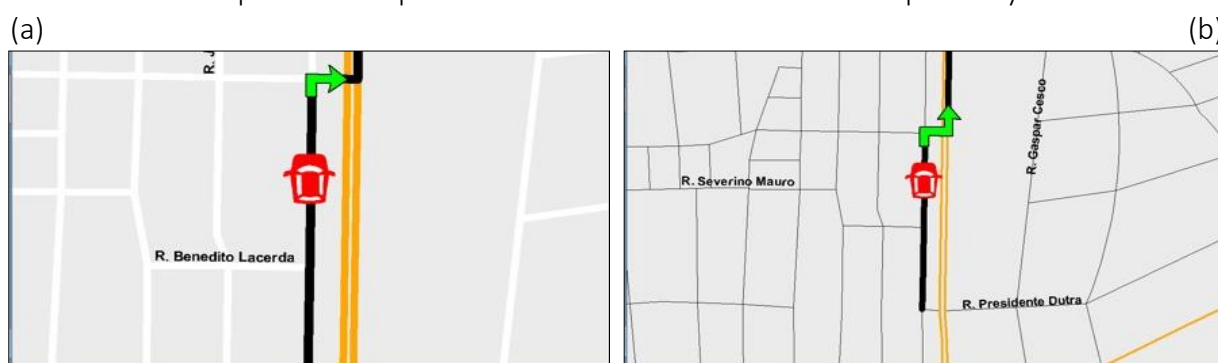 (a)
(b)
R. J
R. Benedito Lacerda
R. Severino Mauro
R. Gaspar Cesco
R. Presidente Dutra